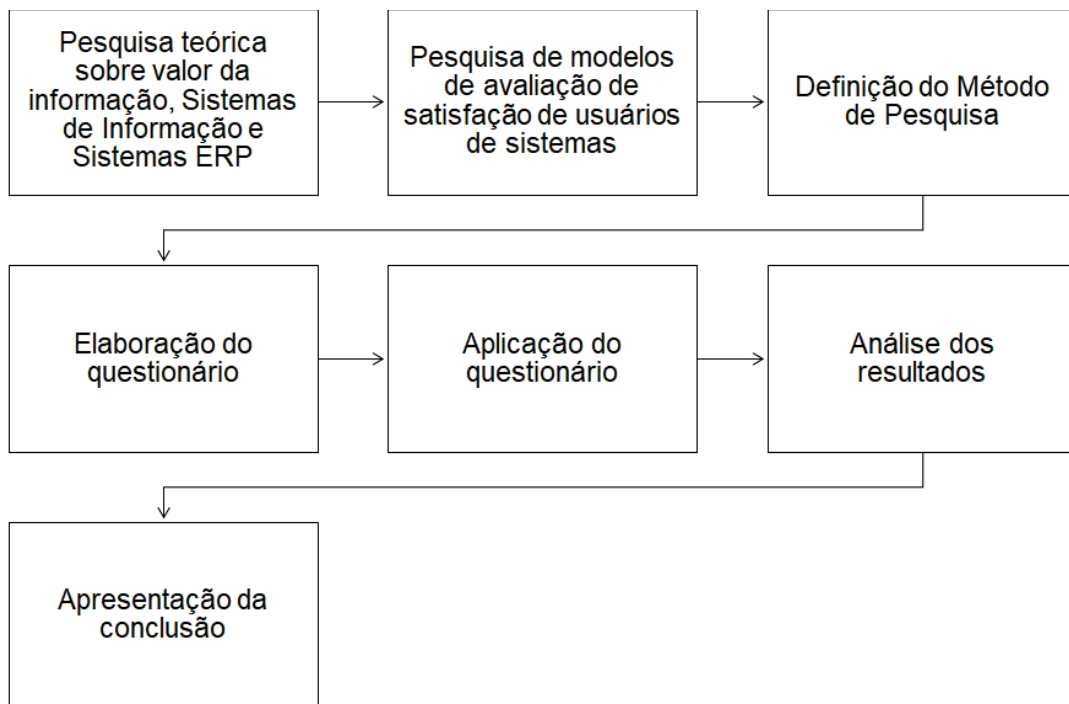 Pesquisa teórica
sobre valor da
informação, Sistemas
de Informação e
Sistemas ERP
Pesquisa de modelos
de avaliação de
satisfação de usuários
de sistemas
Definição do Método
de Pesquisa
Elaboração do
questionário
Aplicação do
questionário
Análise dos
resultados
Apresentação da
conclusão